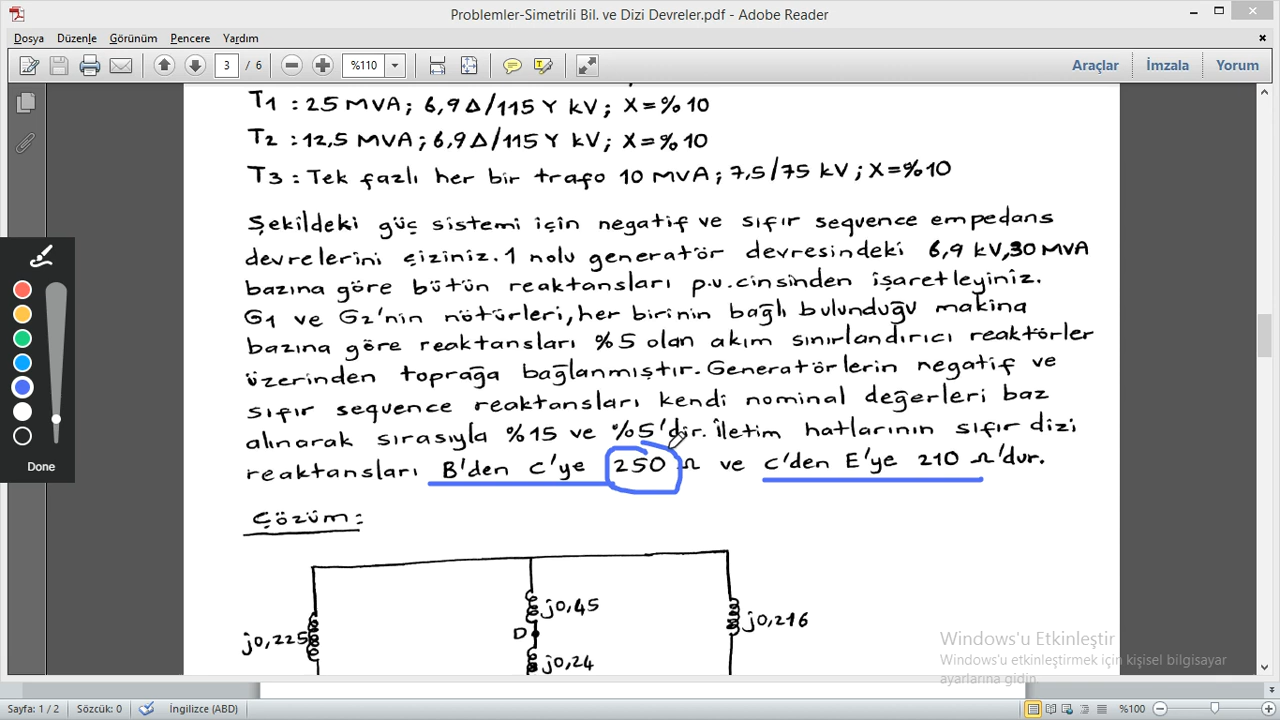 Problemler-Simetrili Bil. ve Dizi Devreler.pdf - Adobe Reader
Dosya Düzenle Görünüm Pencere Yardım
3 / 6 %110 Araçlar İmzala Yorum
T1 : 25 MVA ; 6,9 Δ/115 Y kV ; X = % 10
T2 : 12,5 MVA ; 6,9 Δ/115 Y kV ; X = % 10
T3 : Tek fazlı her bir trafo 10 MVA ; 7,5/75 kV ; X = %10
Şekildeki güç sistemi için negatif ve sıfır sequence empedans
devrelerini çiziniz. 1 nolu generatör devresindeki 6,9 kV,30 MVA
bazına göre bütün reaktansları p.u. cinsinden işaretleyiniz.
G1 ve G2'nin nötürleri, her birinin bağlı bulunduğu makina
bazına göre reaktansları %5 olan akım sınırlandırıcı reaktörler
üzerinden toprağa bağlanmıştır. Generatörlerin negatif ve
sıfır sequence reaktansları kendi nominal değerleri baz
alınarak sırasıyla %15 ve %5'dir. İletim hatlarının sıfır dizi
reaktansları B'den C'ye 250 Ω ve C'den E'ye 210 Ω'dur.
Done
Çözüm :
j0,45
j0,216
D
j0,225
j0,24
Windows'u Etkinleştir
Windows'u etkinleştirmek için kişisel bilgisayar
ayarlarına gidin.
Sayfa: 1 / 2 Sözcük: 0 İngilizce (ABD) %100